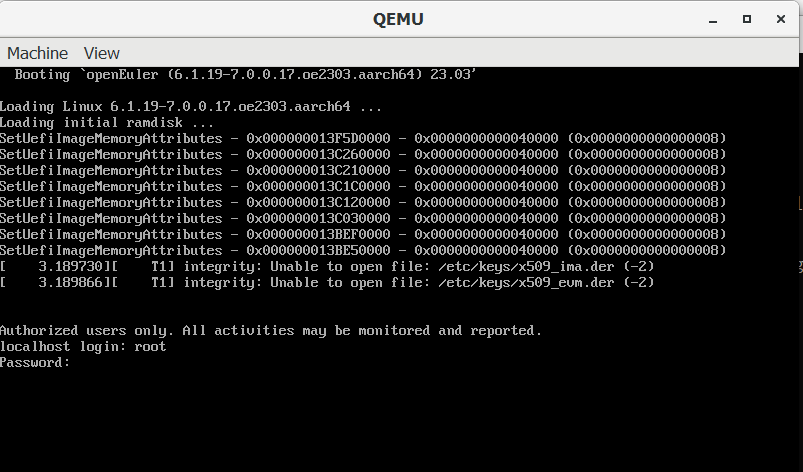 QEMU
Machine View
Booting `openEuler (6.1.19-7.0.0.17.oe2303.aarch64) 23.03'
Loading Linux 6.1.19-7.0.0.17.oe2303.aarch64 ...
Loading initial ramdisk ...
SetUefiImageMemoryAttributes - 0x000000013F5D0000 - 0x0000000000040000 (0x0000000000000008)
SetUefiImageMemoryAttributes - 0x000000013C260000 - 0x0000000000040000 (0x0000000000000008)
SetUefiImageMemoryAttributes - 0x000000013C210000 - 0x0000000000040000 (0x0000000000000008)
SetUefiImageMemoryAttributes - 0x000000013C1C0000 - 0x0000000000040000 (0x0000000000000008)
SetUefiImageMemoryAttributes - 0x000000013C120000 - 0x0000000000040000 (0x0000000000000008)
SetUefiImageMemoryAttributes - 0x000000013C030000 - 0x0000000000040000 (0x0000000000000008)
SetUefiImageMemoryAttributes - 0x000000013BEF0000 - 0x0000000000040000 (0x0000000000000008)
SetUefiImageMemoryAttributes - 0x000000013BE50000 - 0x0000000000040000 (0x0000000000000008)
[    3.189730][    T1] integrity: Unable to open file: /etc/keys/x509_ima.der (-2)
[    3.189866][    T1] integrity: Unable to open file: /etc/keys/x509_evm.der (-2)
Authorized users only. All activities may be monitored and reported.
localhost login: root
Password: